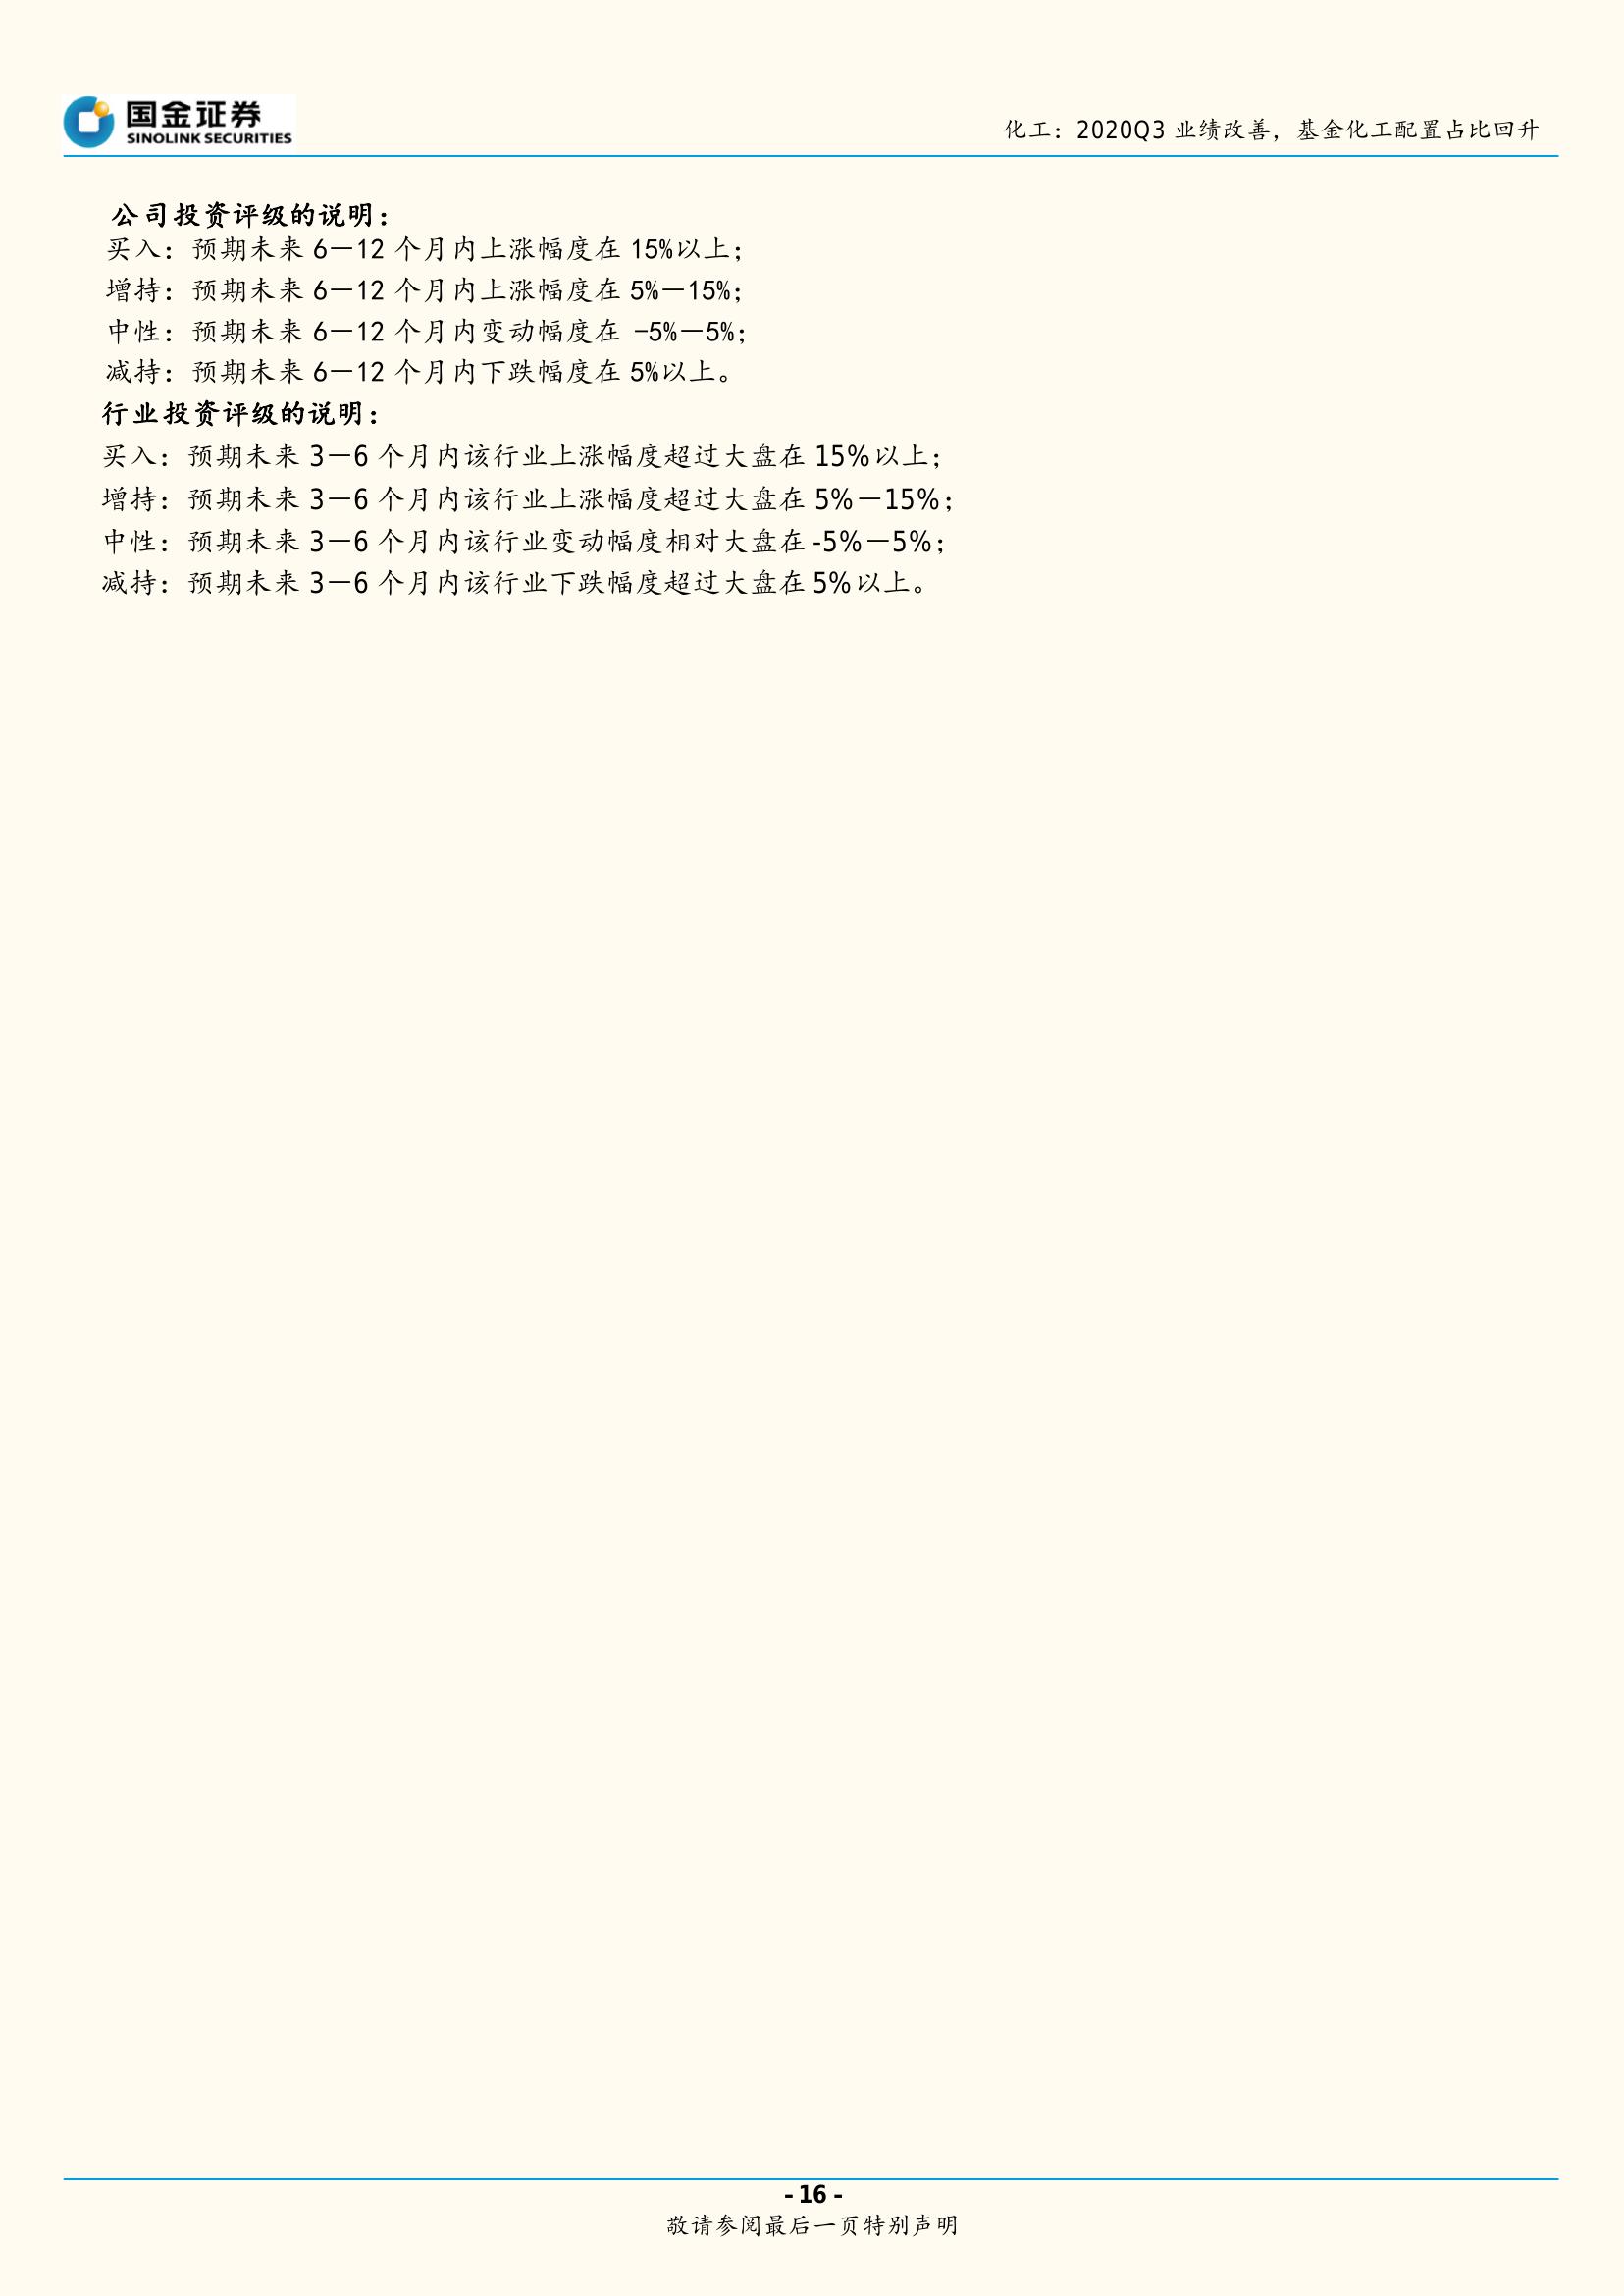 国金证券
SINOLINK SECURITIES
化工：2020Q3 业绩改善，基金化工配置占比回升
公司投资评级的说明：
买入：预期未来 6－12 个月内上涨幅度在 15%以上；
增持：预期未来 6－12 个月内上涨幅度在 5%－15%；
中性：预期未来 6－12 个月内变动幅度在 -5%－5%；
减持：预期未来 6－12 个月内下跌幅度在 5%以上。
行业投资评级的说明：
买入：预期未来 3－6 个月内该行业上涨幅度超过大盘在 15%以上；
增持：预期未来 3－6 个月内该行业上涨幅度超过大盘在 5%－15%；
中性：预期未来 3－6 个月内该行业变动幅度相对大盘在 -5%－5%；
减持：预期未来 3－6 个月内该行业下跌幅度超过大盘在 5%以上。
- 16 -
敬请参阅最后一页特别声明